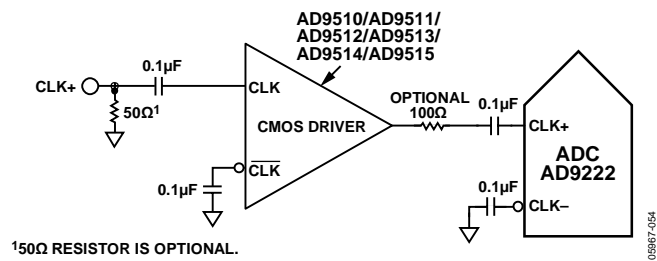 AD9510/AD9511/
AD9512/AD9513/
AD9514/AD9515
CLK+
0.1µF
50Ω¹
CLK
CMOS DRIVER
CLK
0.1µF
OPTIONAL
100Ω
0.1µF
CLK+
ADC
AD9222
0.1µF
CLK–
¹50Ω RESISTOR IS OPTIONAL.
05967-054